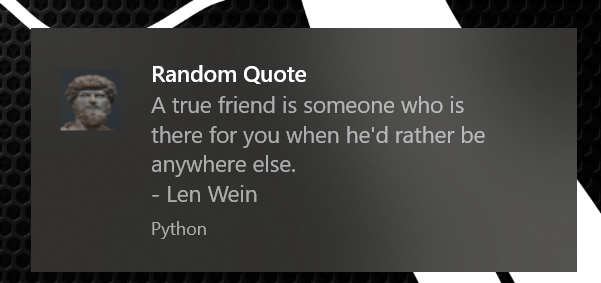 Random Quote
A true friend is someone who is
there for you when he'd rather be
anywhere else.
- Len Wein
Python